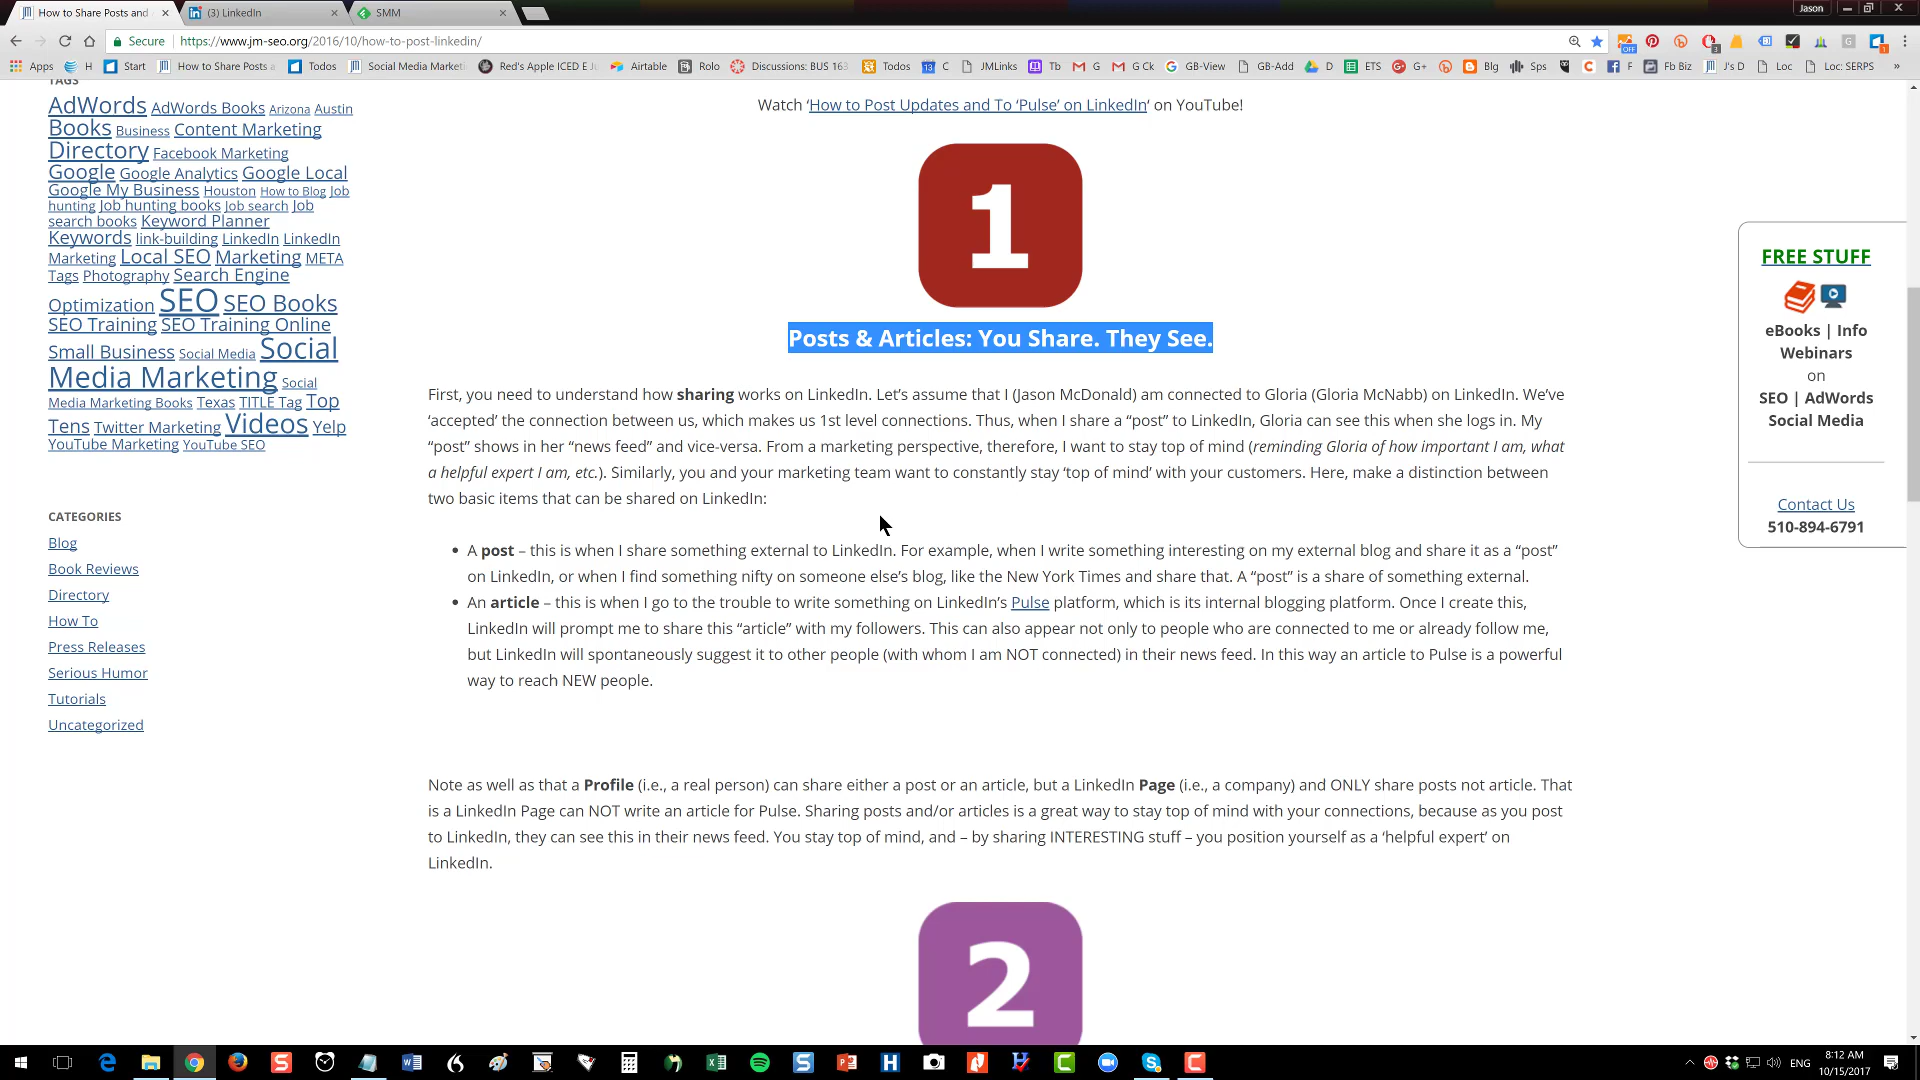 How to Share Posts and
(3) LinkedIn
SMM
Jason
Secure
https://www.jm-seo.org/2016/10/how-to-post-linkedin/
Apps
H
Start
How to Share Posts a
Todos
Social Media Market
Red's Apple ICED E Ju
Airtable
Rolo
Discussions: BUS 163
Todos
C
JMLinks
Tb
G
G Ck
GB-View
GB-Add
D
ETS
G+
Blg
Sps
C
F
Fb Biz
J's D
Loc
Loc: SERPS
»
TAGS
AdWords AdWords Books Arizona Austin
Books Business Content Marketing
Directory Facebook Marketing
Google Google Analytics Google Local
Google My Business Houston How to Blog Job
hunting Job hunting books Job search Job
search books Keyword Planner
Keywords link-building LinkedIn LinkedIn
Marketing Local SEO Marketing META
Tags Photography Search Engine
Optimization SEO SEO Books
SEO Training SEO Training Online
Small Business Social Media Social
Media Marketing Social
Media Marketing Books Texas TITLE Tag Top
Tens Twitter Marketing Videos Yelp
YouTube Marketing YouTube SEO
CATEGORIES
Blog
Book Reviews
Directory
How To
Press Releases
Serious Humor
Tutorials
Uncategorized
Watch ‘How to Post Updates and To ‘Pulse’ on LinkedIn‘ on YouTube!
1
Posts & Articles: You Share. They See.
First, you need to understand how sharing works on LinkedIn. Let’s assume that I (Jason McDonald) am connected to Gloria (Gloria McNabb) on LinkedIn. We’ve
‘accepted’ the connection between us, which makes us 1st level connections. Thus, when I share a “post” to LinkedIn, Gloria can see this when she logs in. My
“post” shows in her “news feed” and vice-versa. From a marketing perspective, therefore, I want to stay top of mind (reminding Gloria of how important I am, what
a helpful expert I am, etc.). Similarly, you and your marketing team want to constantly stay ‘top of mind’ with your customers. Here, make a distinction between
two basic items that can be shared on LinkedIn:
• A post – this is when I share something external to LinkedIn. For example, when I write something interesting on my external blog and share it as a “post”
on LinkedIn, or when I find something nifty on someone else’s blog, like the New York Times and share that. A “post” is a share of something external.
• An article – this is when I go to the trouble to write something on LinkedIn’s Pulse platform, which is its internal blogging platform. Once I create this,
LinkedIn will prompt me to share this “article” with my followers. This can also appear not only to people who are connected to me or already follow me,
but LinkedIn will spontaneously suggest it to other people (with whom I am NOT connected) in their news feed. In this way an article to Pulse is a powerful
way to reach NEW people.
Note as well as that a Profile (i.e., a real person) can share either a post or an article, but a LinkedIn Page (i.e., a company) and ONLY share posts not article. That
is a LinkedIn Page can NOT write an article for Pulse. Sharing posts and/or articles is a great way to stay top of mind with your connections, because as you post
to LinkedIn, they can see this in their news feed. You stay top of mind, and – by sharing INTERESTING stuff – you position yourself as a ‘helpful expert’ on
LinkedIn.
2
FREE STUFF
eBooks | Info
Webinars
on
SEO | AdWords
Social Media
Contact Us
510-894-6791
ENG
8:12 AM
10/15/2017